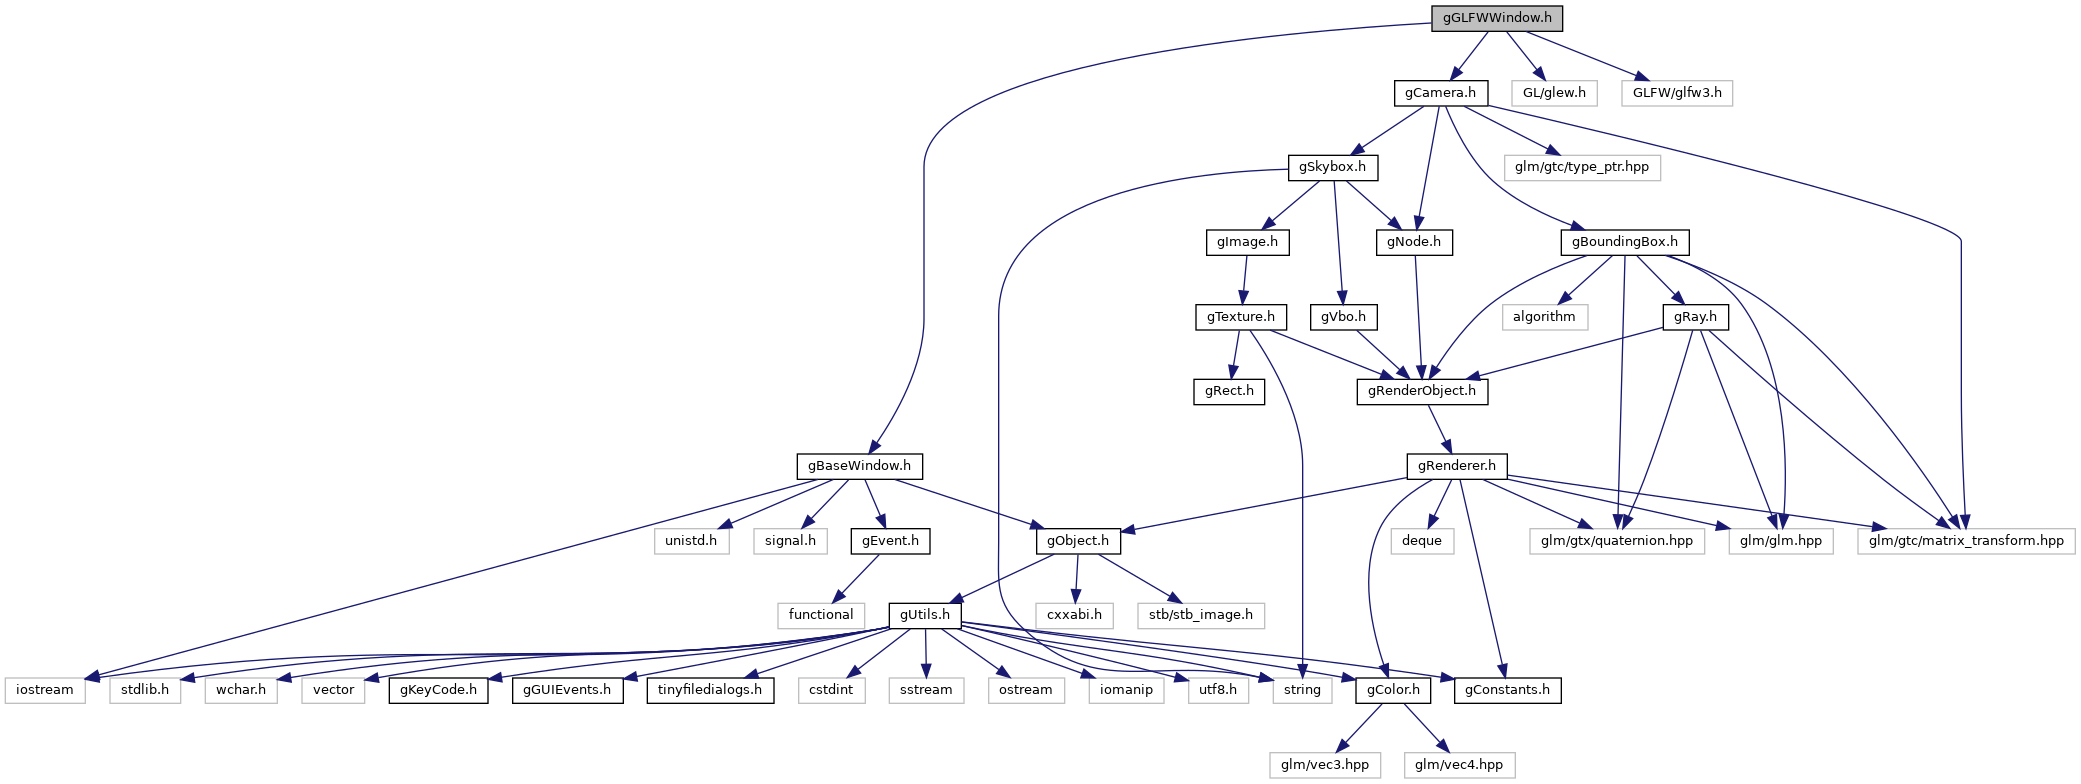 gGLFWWindow.h
gCamera.h
GL/glew.h
GLFW/glfw3.h
gSkybox.h
glm/gtc/type_ptr.hpp
gImage.h
gNode.h
gBoundingBox.h
gTexture.h
gVbo.h
algorithm
gRay.h
gRect.h
gRenderObject.h
gBaseWindow.h
gRenderer.h
unistd.h
signal.h
gEvent.h
gObject.h
deque
glm/gtx/quaternion.hpp
glm/glm.hpp
glm/gtc/matrix_transform.hpp
functional
gUtils.h
cxxabi.h
stb/stb_image.h
iostream
stdlib.h
wchar.h
vector
gKeyCode.h
gGUIEvents.h
tinyfiledialogs.h
cstdint
sstream
ostream
iomanip
utf8.h
string
gColor.h
gConstants.h
glm/vec3.hpp
glm/vec4.hpp